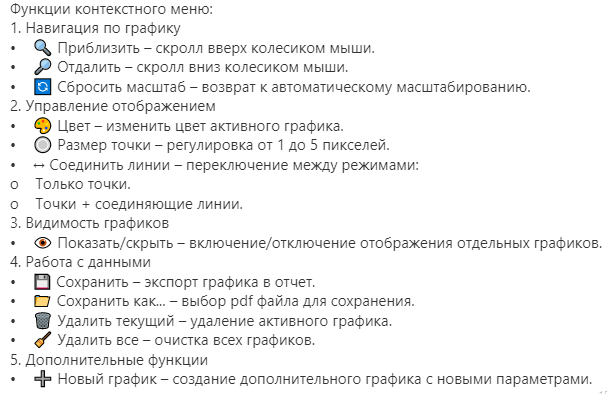 Функции контекстного меню:
1. Навигация по графику
• 🔍 Приблизить – скролл вверх колесиком мыши.
• 🔎 Отдалить – скролл вниз колесиком мыши.
• 🔄 Сбросить масштаб – возврат к автоматическому масштабированию.
2. Управление отображением
• 🎨 Цвет – изменить цвет активного графика.
• ⚪ Размер точки – регулировка от 1 до 5 пикселей.
• ↔ Соединить линии – переключение между режимами:
o Только точки.
o Точки + соединяющие линии.
3. Видимость графиков
• 👁 Показать/скрыть – включение/отключение отображения отдельных графиков.
4. Работа с данными
• 💾 Сохранить – экспорт графика в отчет.
• 📂 Сохранить как... – выбор pdf файла для сохранения.
• 🗑 Удалить текущий – удаление активного графика.
• 🧹 Удалить все – очистка всех графиков.
5. Дополнительные функции
• ➕ Новый график – создание дополнительного графика с новыми параметрами.